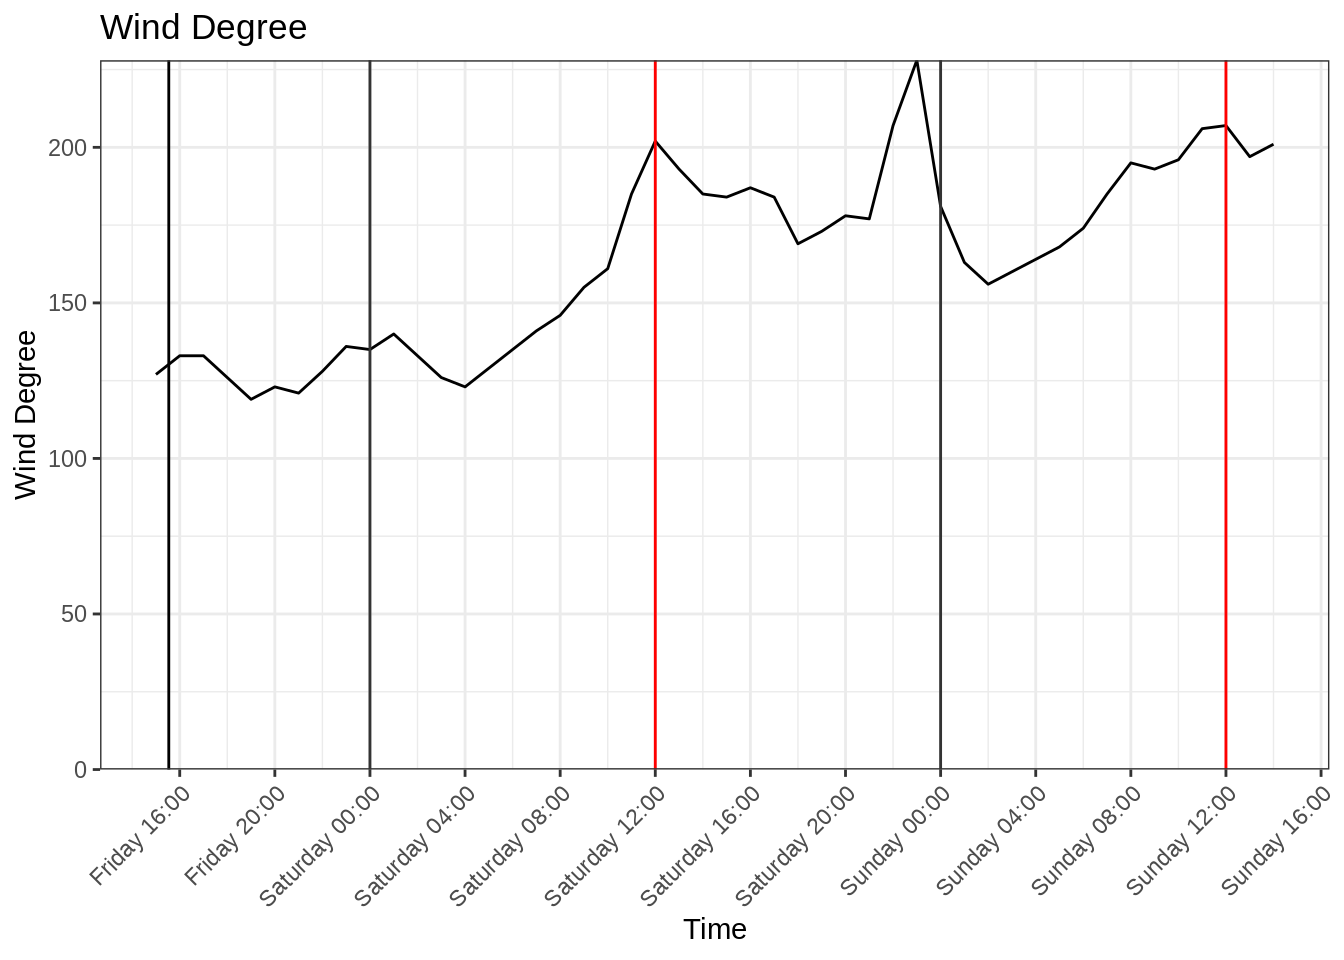 Wind Degree
Wind Degree
200
150
100
50
0
Friday 16:00
Friday 20:00
Saturday 00:00
Saturday 04:00
Saturday 08:00
Saturday 12:00
Saturday 16:00
Saturday 20:00
Sunday 00:00
Sunday 04:00
Sunday 08:00
Sunday 12:00
Sunday 16:00
Time